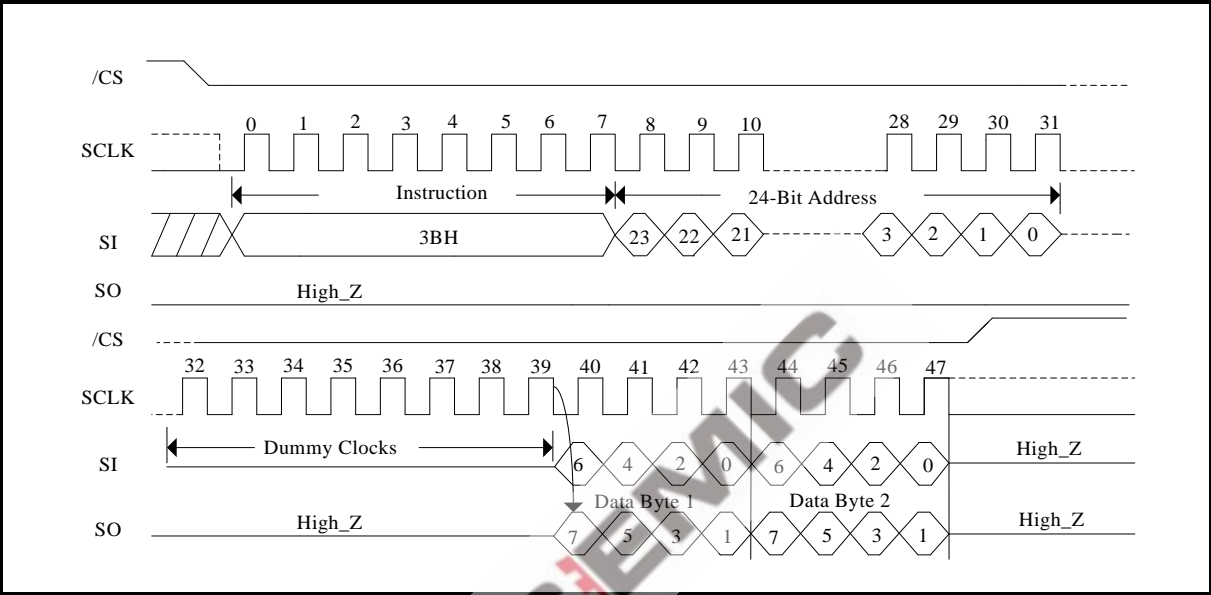 /CS
0 1 2 3 4 5 6 7 8 9 10 28 29 30 31
SCLK
Instruction 24-Bit Address
SI 3BH 23 22 21 3 2 1 0
SO High_Z
/CS
32 33 34 35 36 37 38 39 40 41 42 43 44 45 46 47
SCLK
Dummy Clocks
SI 6 4 2 0 6 4 2 0 High_Z
Data Byte 1 Data Byte 2
SO High_Z 7 5 3 1 7 5 3 1 High_Z